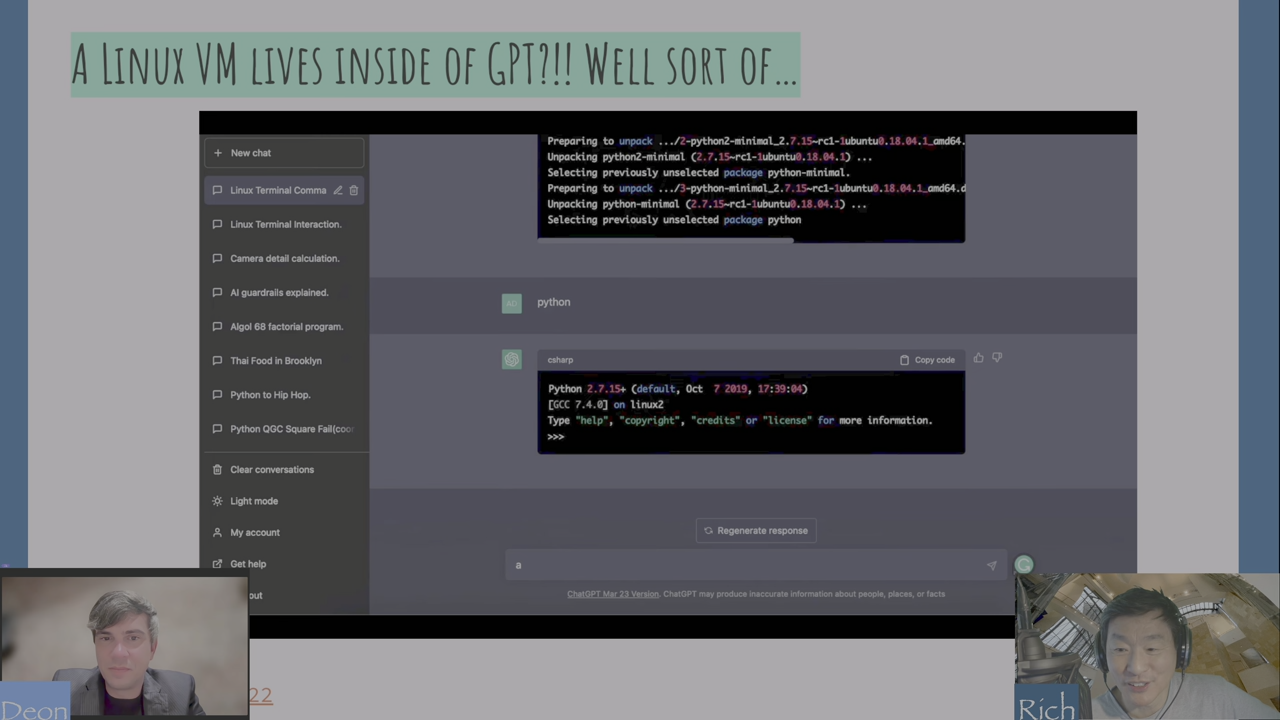 A Linux VM lives inside of GPT?!! Well sort of...
New chat
Linux Terminal Comma
Linux Terminal Interaction.
Camera detail calculation.
AI guardrails explained.
Algol 68 factorial program.
Thai Food in Brooklyn
Python to Hip Hop.
Python QGC Square Fail(coor
Clear conversations
Light mode
My account
Get help
out
Preparing to unpack .../2-python2-minimal_2.7.15~rc1-1ubuntu0.18.04.1_amd64.
Unpacking python2-minimal (2.7.15~rc1-1ubuntu0.18.04.1) ...
Selecting previously unselected package python-minimal.
Preparing to unpack .../3-python-minimal_2.7.15~rc1-1ubuntu0.18.04.1_amd64.d
Unpacking python-minimal (2.7.15~rc1-1ubuntu0.18.04.1) ...
Selecting previously unselected package python
AD
python
csharp
Copy code
Python 2.7.15+ (default, Oct  7 2019, 17:39:04)
[GCC 7.4.0] on linux2
Type "help", "copyright", "credits" or "license" for more information.
>>>
Regenerate response
a
ChatGPT Mar 23 Version. ChatGPT may produce inaccurate information about people, places, or facts
22
Deon
Rich